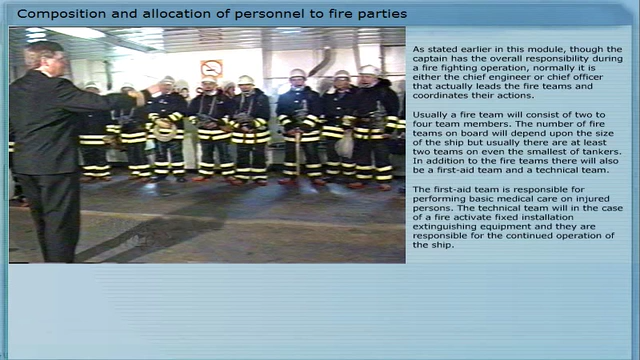 Composition and allocation of personnel to fire parties
As stated earlier in this module, though the
captain has the overall responsibility during
a fire fighting operation, normally it is
either the chief engineer or chief officer
that actually leads the fire teams and
coordinates their actions.
Usually a fire team will consist of two to
four team members. The number of fire
teams on board will depend upon the size
of the ship but usually there are at least
two teams on even the smallest of tankers.
In addition to the fire teams there will also
be a first-aid team and a technical team.
The first-aid team is responsible for
performing basic medical care on injured
persons. The technical team will in the case
of a fire activate fixed installation
extinguishing equipment and they are
responsible for the continued operation of
the ship.